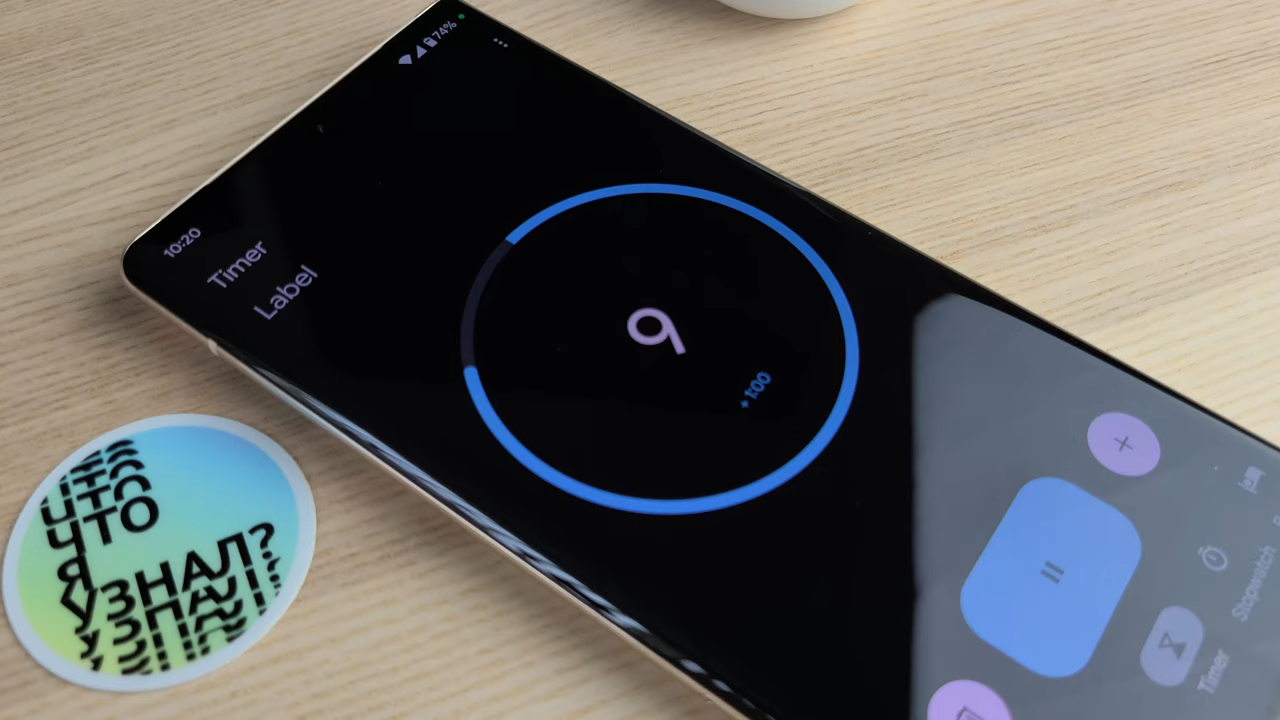 10:20
74%
Timer
Label
9
+1:00
Stopwatch
Timer
ЧТО
Я
УЗНАЛ?